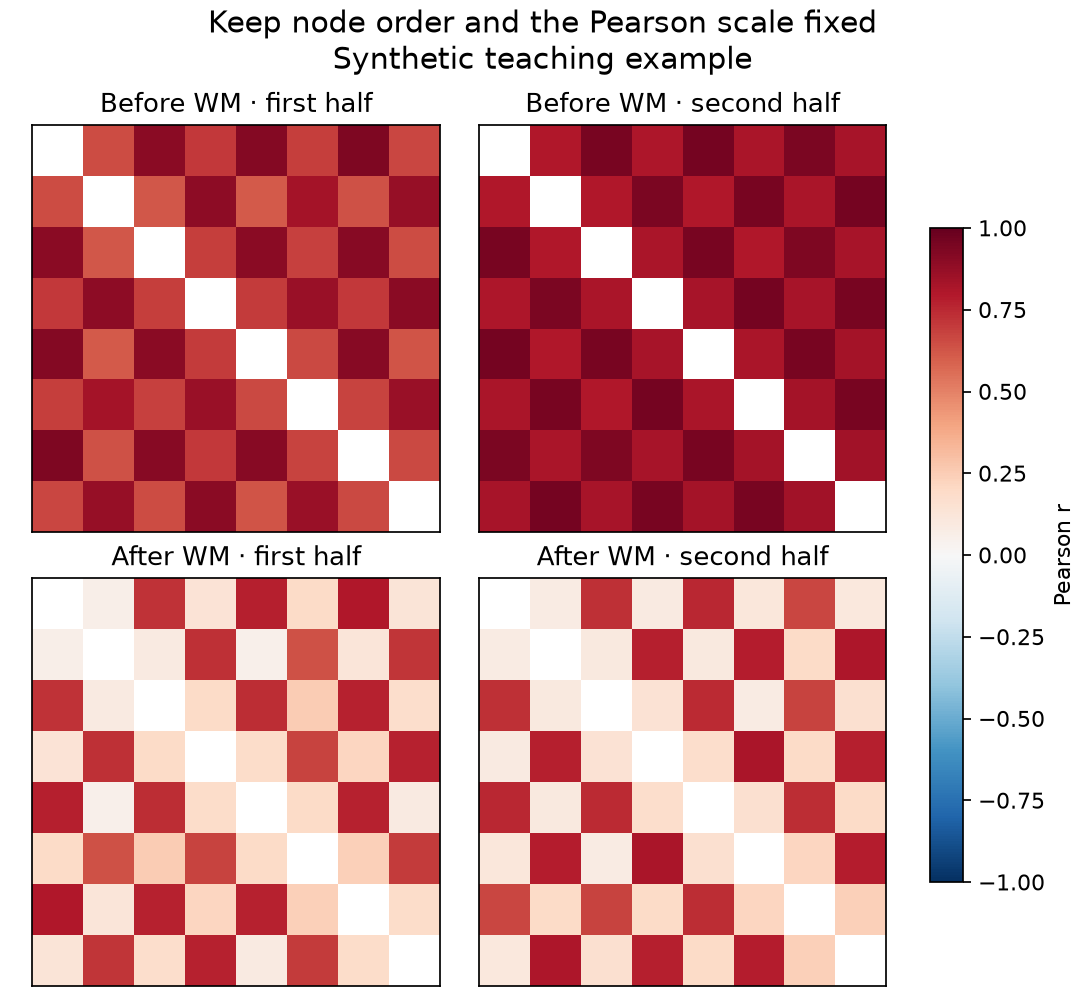 Keep node order and the Pearson scale fixed
Synthetic teaching example
Before WM · first half
Before WM · second half
After WM · first half
After WM · second half
1.00
0.75
0.50
0.25
0.00
−0.25
−0.50
−0.75
−1.00
Pearson r